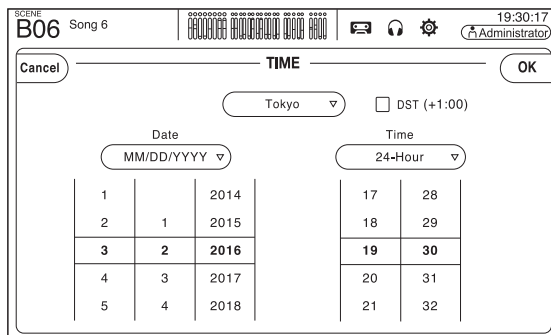 SCENE
B06 Song 6
19:30:17
Administrator
Cancel
TIME
OK
Tokyo
DST (+1:00)
Date
Time
MM/DD/YYYY
24-Hour
1 2014 17 28
2 1 2015 18 29
3 2 2016 19 30
4 3 2017 20 31
5 4 2018 21 32